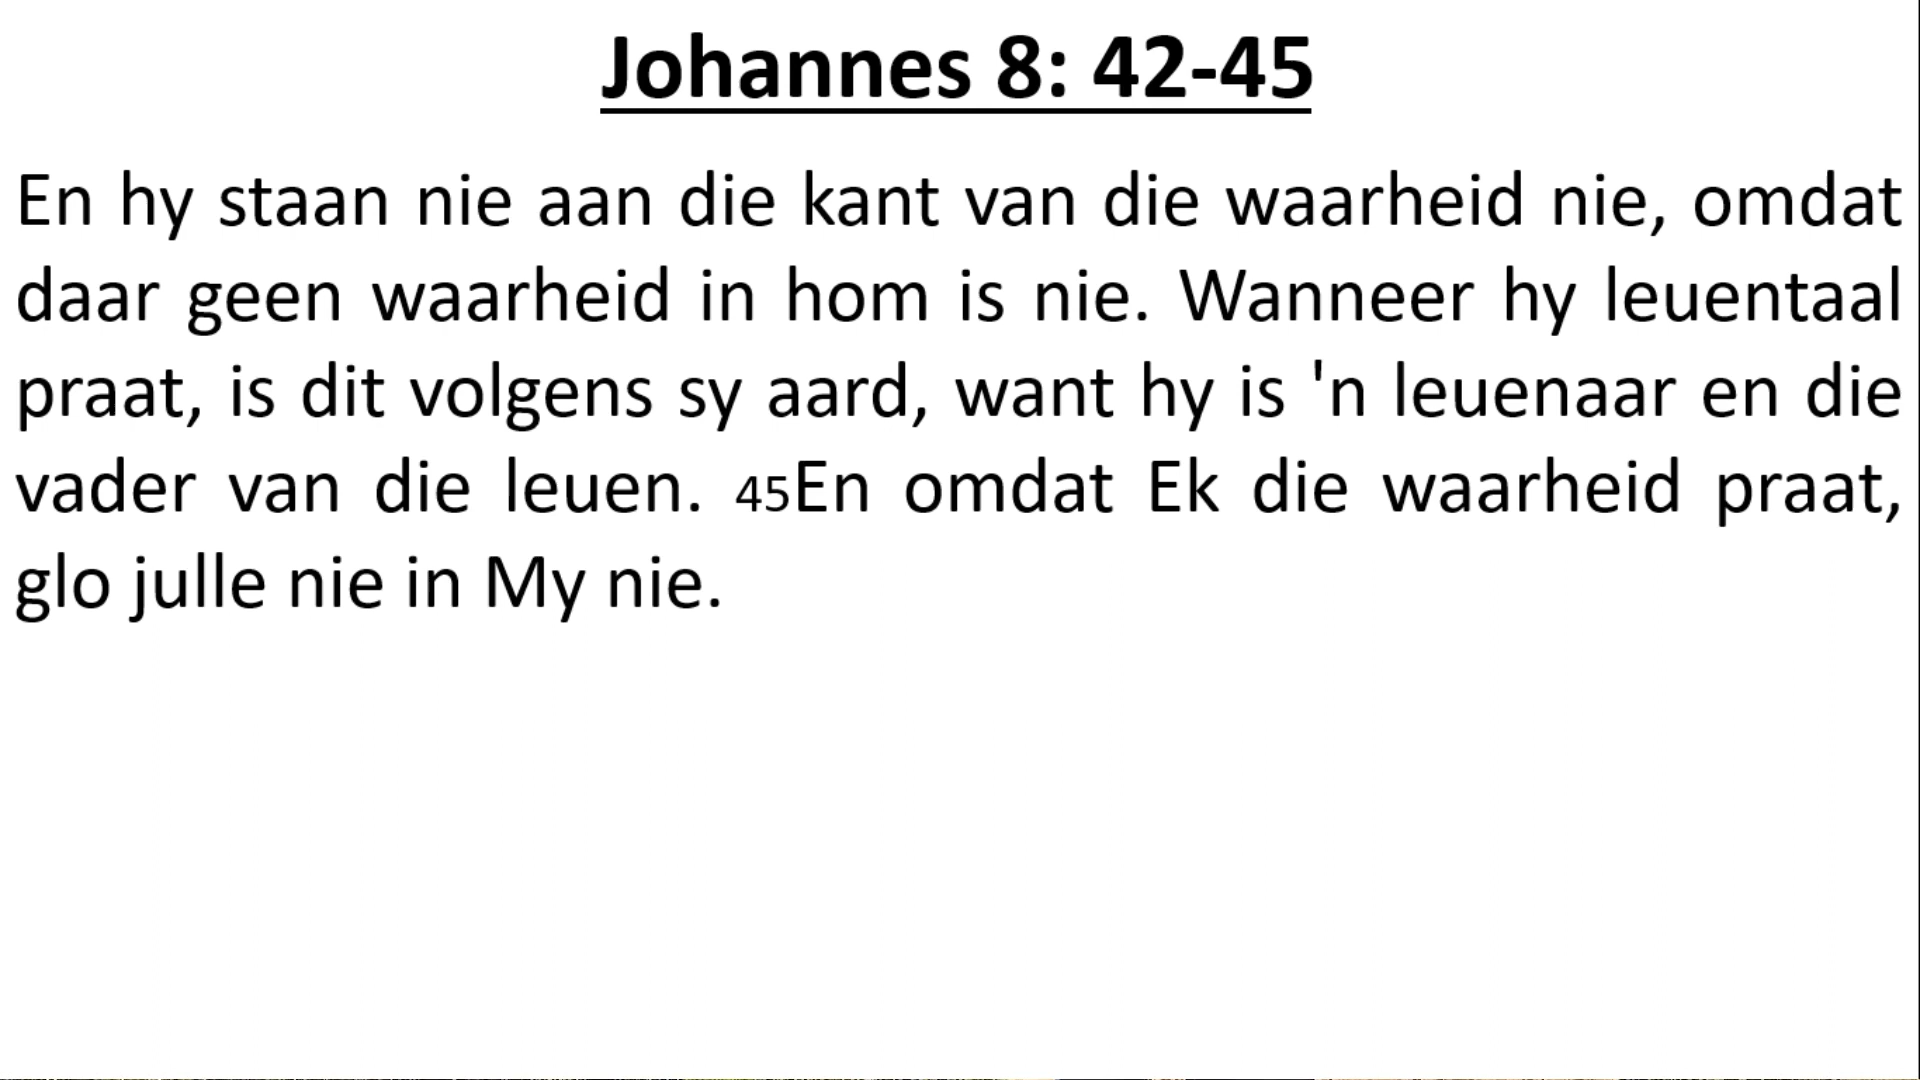 Johannes 8: 42-45
En hy staan nie aan die kant van die waarheid nie, omdat
daar geen waarheid in hom is nie. Wanneer hy leuentaal
praat, is dit volgens sy aard, want hy is 'n leuenaar en die
vader van die leuen. 45En omdat Ek die waarheid praat,
glo julle nie in My nie.